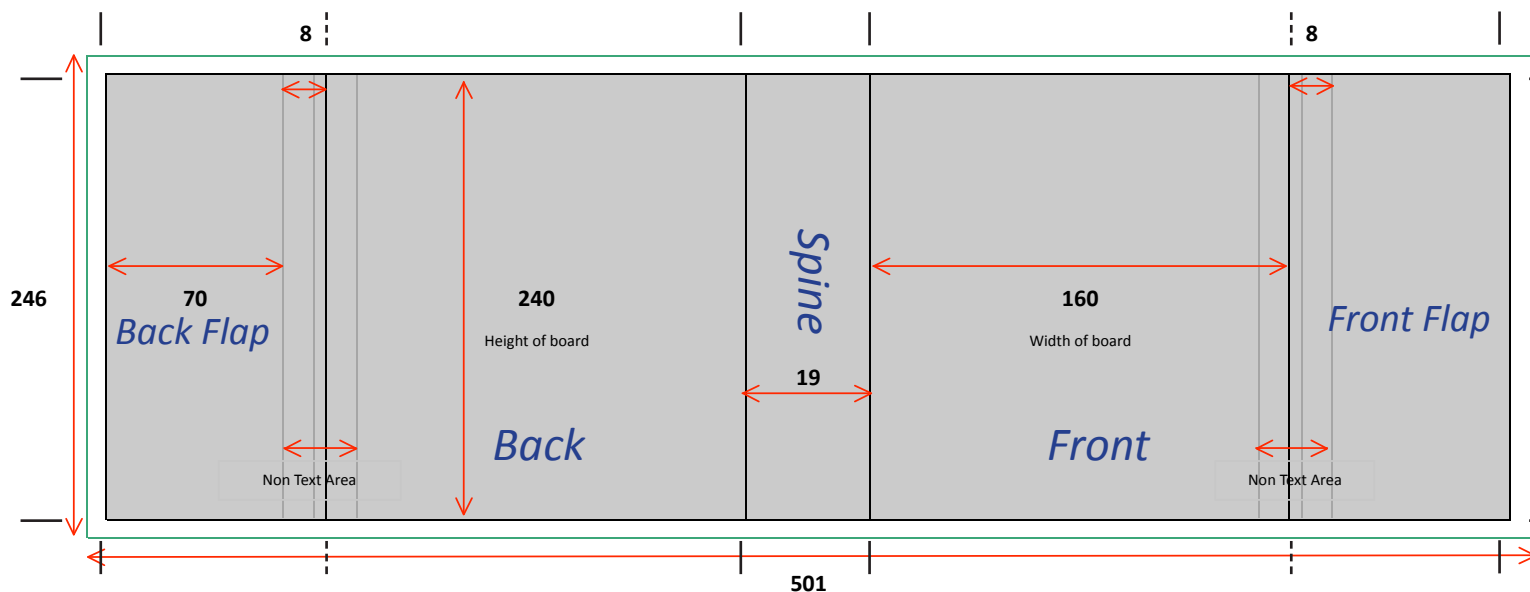 8
8
Spine
246
70
240
160
Back Flap
Front Flap
Height of board
Width of board
19
Back
Front
Non Text Area
Non Text Area
501